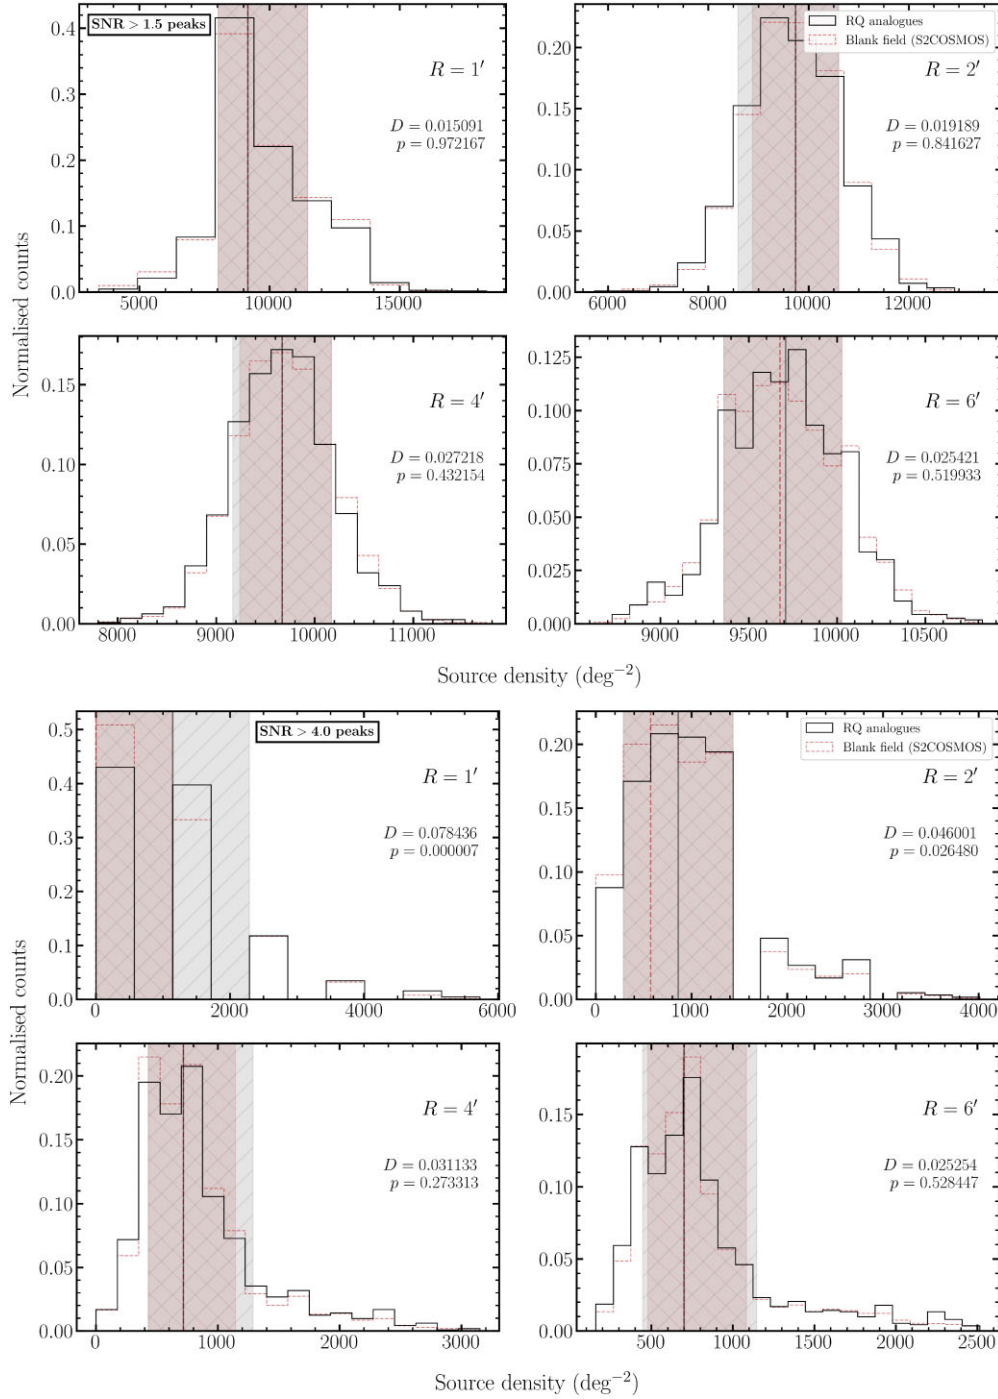 SNR > 1.5 peaks
R = 1′
D = 0.015091
p = 0.972167
0.4
0.3
0.2
0.1
0.0
5000 10000 15000
RQ analogues
Blank field (S2COSMOS)
R = 2′
D = 0.019189
p = 0.841627
0.20
0.15
0.10
0.05
0.00
6000 8000 10000 12000
R = 4′
D = 0.027218
p = 0.432154
0.15
0.10
0.05
0.00
8000 9000 10000 11000
R = 6′
D = 0.025421
p = 0.519933
0.125
0.100
0.075
0.050
0.025
0.000
9000 9500 10000 10500
Normalised counts
Source density (deg⁻²)
SNR > 4.0 peaks
R = 1′
D = 0.078436
p = 0.000007
0.5
0.4
0.3
0.2
0.1
0.0
0 2000 4000 6000
RQ analogues
Blank field (S2COSMOS)
R = 2′
D = 0.046001
p = 0.026480
0.20
0.15
0.10
0.05
0.00
0 1000 2000 3000 4000
R = 4′
D = 0.031133
p = 0.273313
0.20
0.15
0.10
0.05
0.00
0 1000 2000 3000
R = 6′
D = 0.025254
p = 0.528447
0.15
0.10
0.05
0.00
500 1000 1500 2000 2500
Normalised counts
Source density (deg⁻²)